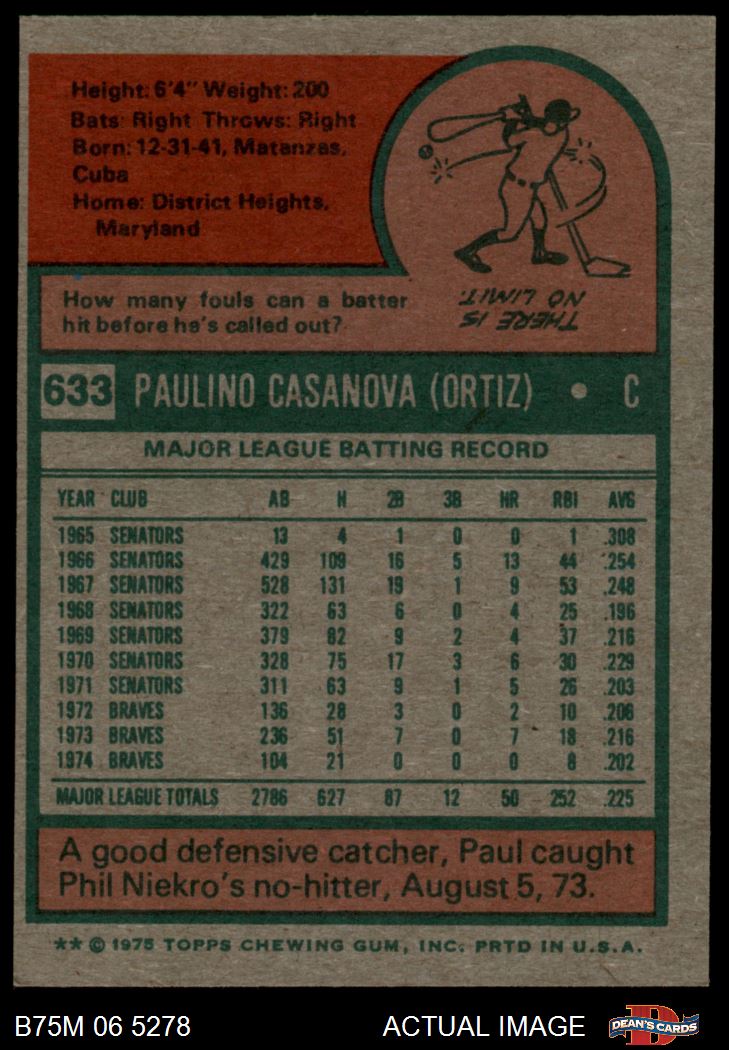 Height: 6'4" Weight: 200
Bats: Right Throws: Right
Born: 12-31-41, Matanzas,
Cuba
Home: District Heights,
Maryland
How many fouls can a batter
hit before he's called out?
THERE IS
NO LIMIT.
633 PAULINO CASANOVA (ORTIZ) • C
MAJOR LEAGUE BATTING RECORD
YEAR CLUB AB H 2B 3B HR RBI AVG
1965 SENATORS 13 4 1 0 0 1 .308
1966 SENATORS 429 109 16 5 13 44 .254
1967 SENATORS 528 131 19 1 9 53 .248
1968 SENATORS 322 63 6 0 4 25 .196
1969 SENATORS 379 82 9 2 4 37 .216
1970 SENATORS 328 75 17 3 6 30 .229
1971 SENATORS 311 63 9 1 5 26 .203
1972 BRAVES 136 28 3 0 2 10 .206
1973 BRAVES 236 51 7 0 7 18 .216
1974 BRAVES 104 21 0 0 0 8 .202
MAJOR LEAGUE TOTALS 2786 627 87 12 50 252 .225
A good defensive catcher, Paul caught
Phil Niekro's no-hitter, August 5, 73.
** © 1975 TOPPS CHEWING GUM, INC. PRTD IN U.S.A.
B75M 06 5278 ACTUAL IMAGE DEAN'S CARDS